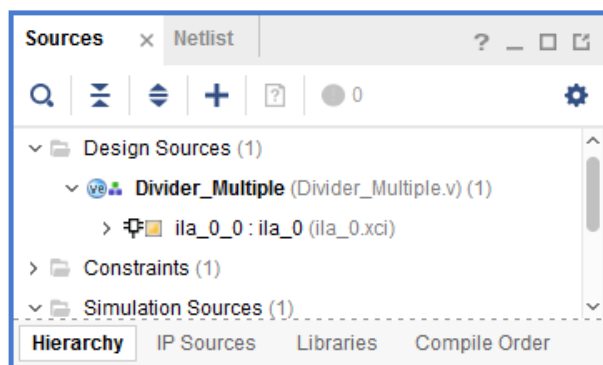 Sources × Netlist ? _
0
Design Sources (1)
Divider_Multiple (Divider_Multiple.v) (1)
ila_0_0 : ila_0 (ila_0.xci)
Constraints (1)
Simulation Sources (1)
Hierarchy IP Sources Libraries Compile Order